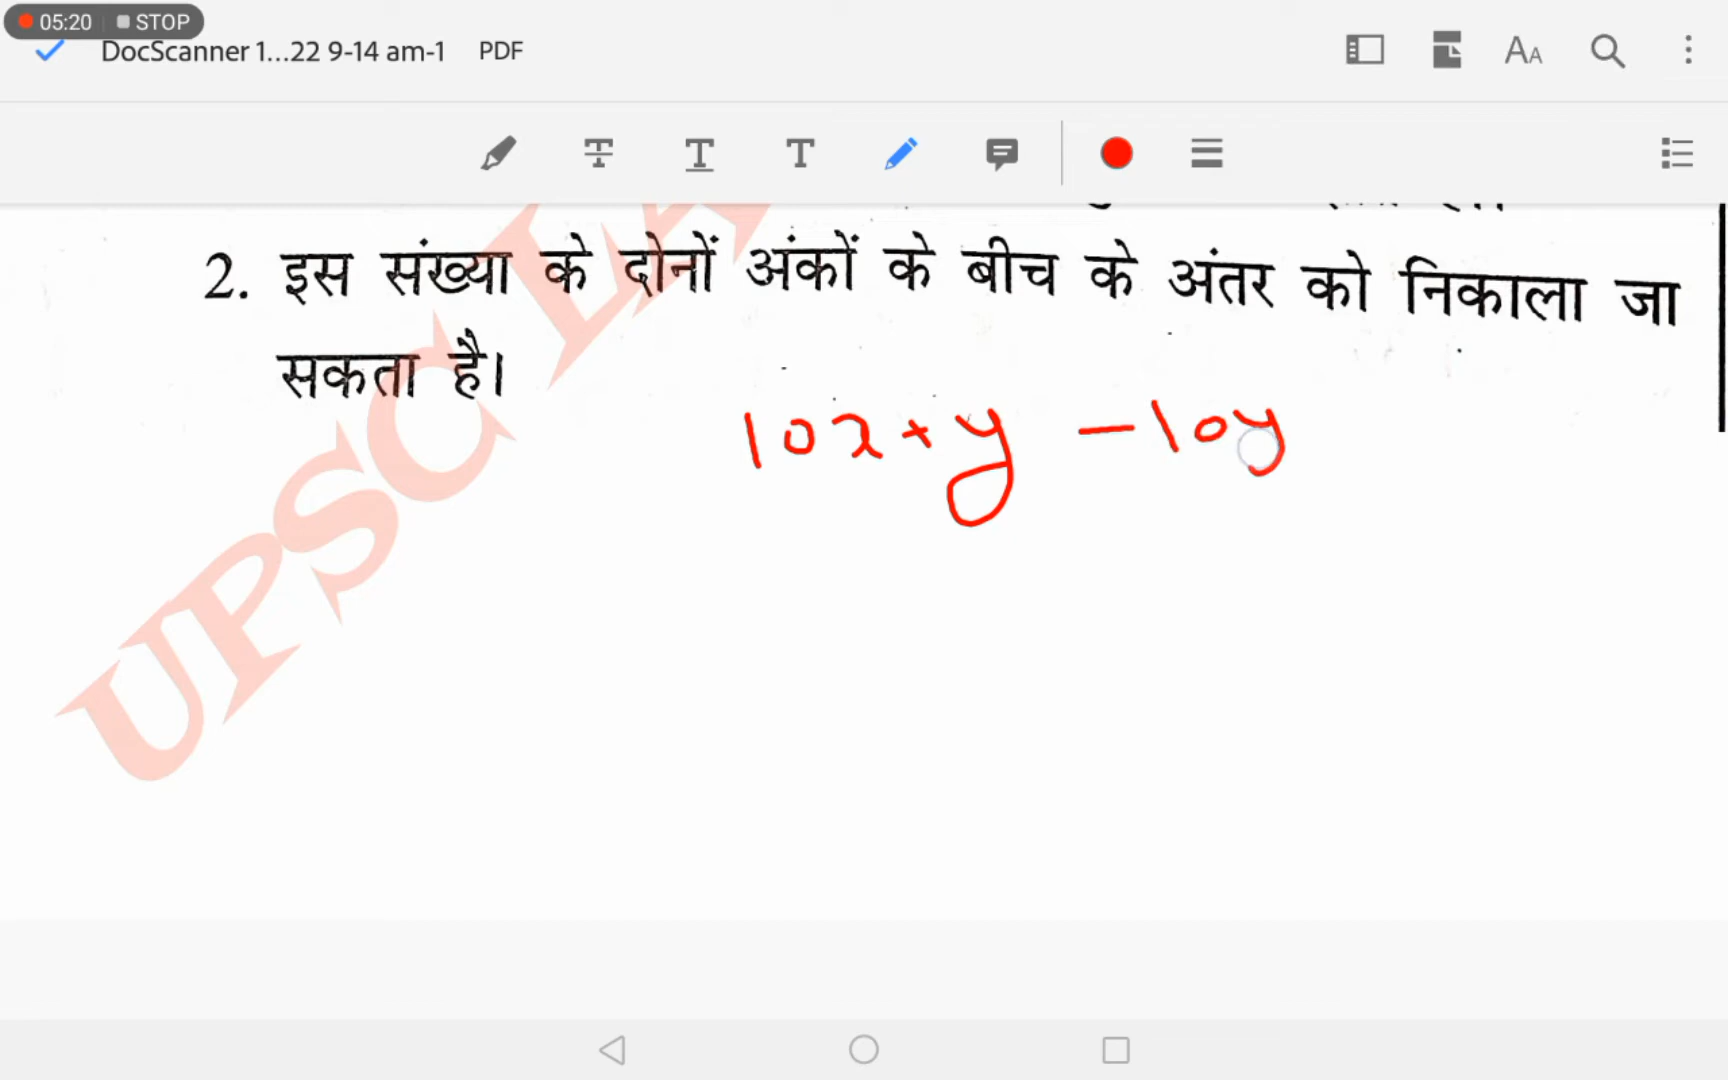 05:20 STOP
DocScanner 1...22 9-14 am-1 PDF
2. इस संख्या के दोनों अंकों के बीच के अंतर को निकाला जा
सकता है।
10x+y -10y
UPSC